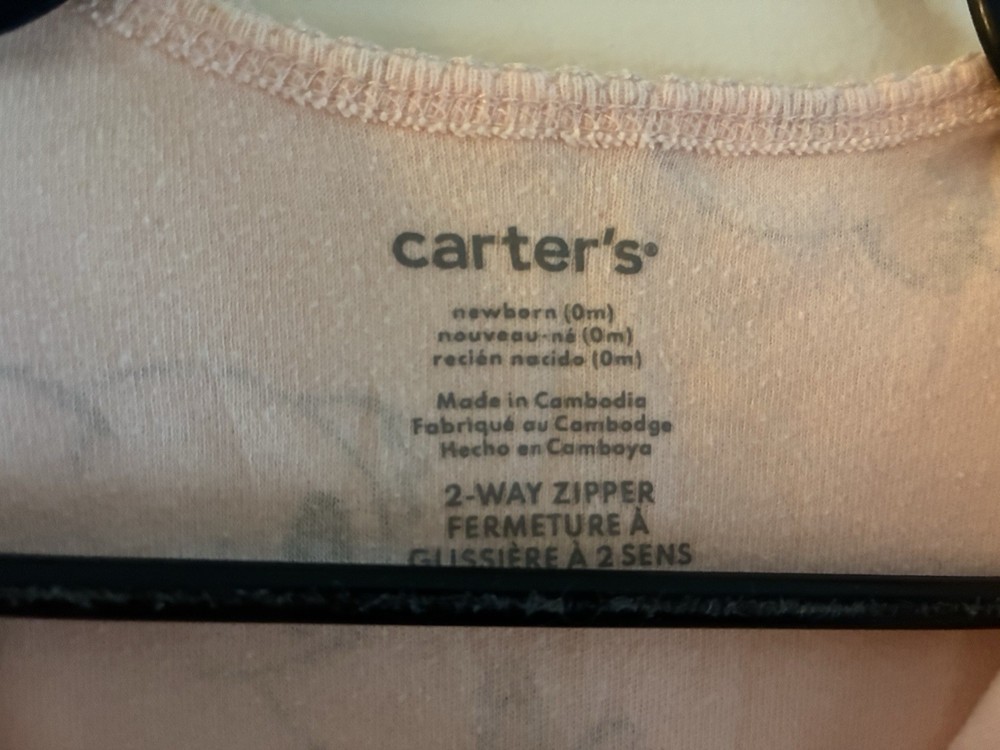 carter's
newborn (0m)
nouveau-né (0m)
recién nacido (0m)
Made in Cambodia
Fabriqué au Cambodge
Hecho en Camboya
2-WAY ZIPPER
FERMETURE À
GLISSIÈRE À 2 SENS